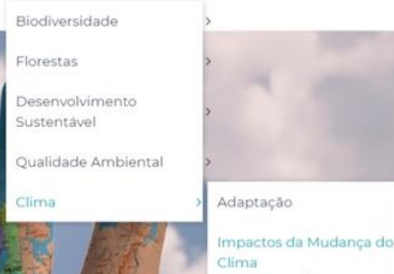 Biodiversidade
Florestas
Desenvolvimento
Sustentável
Qualidade Ambiental
Clima
Adaptação
Impactos da Mudança do
Clima